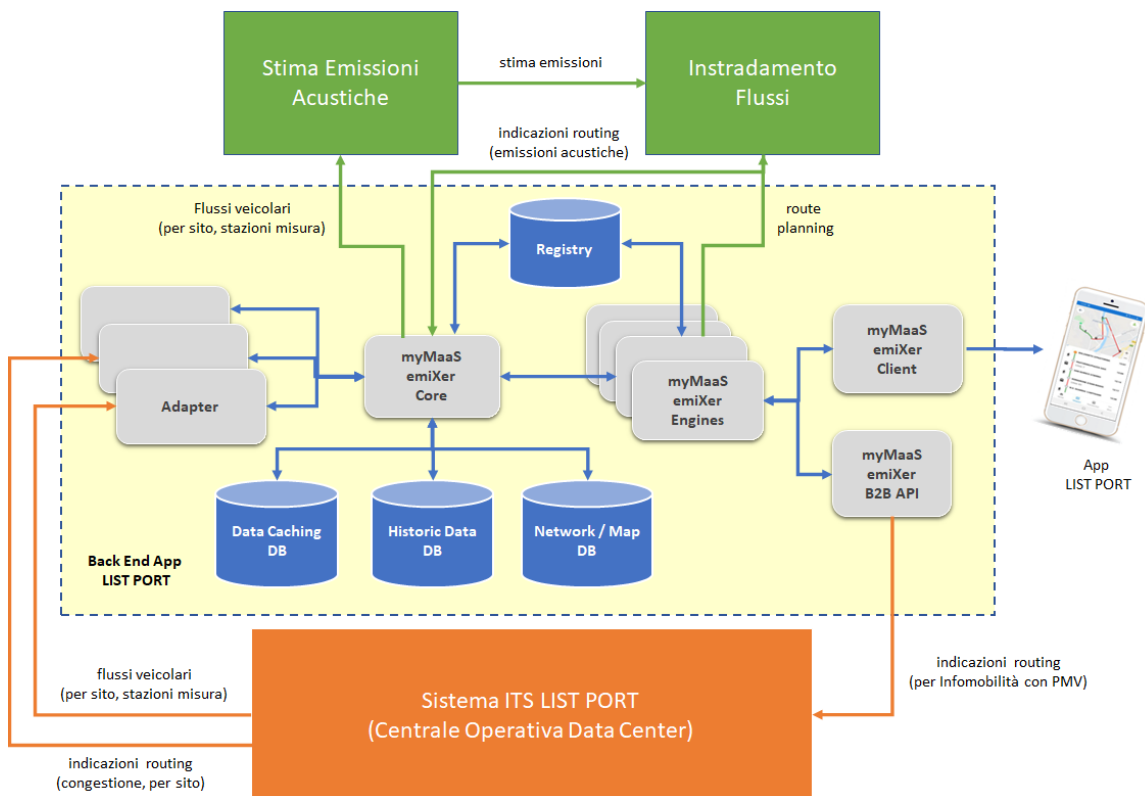 Stima Emissioni
Acustiche
stima emissioni
Instradamento
Flussi
indicazioni routing
(emissioni acustiche)
Flussi veicolari
(per sito, stazioni misura)
route
planning
Registry
myMaaS
emiXer
Core
myMaaS
emiXer
Engines
myMaaS
emiXer
Client
Adapter
myMaaS
emiXer
B2B API
App
LIST PORT
Data Caching
DB
Historic Data
DB
Network / Map
DB
Back End App
LIST PORT
flussi veicolari
(per sito, stazioni misura)
Sistema ITS LIST PORT
(Centrale Operativa Data Center)
indicazioni routing
(per Infomobilità con PMV)
indicazioni routing
(congestione, per sito)